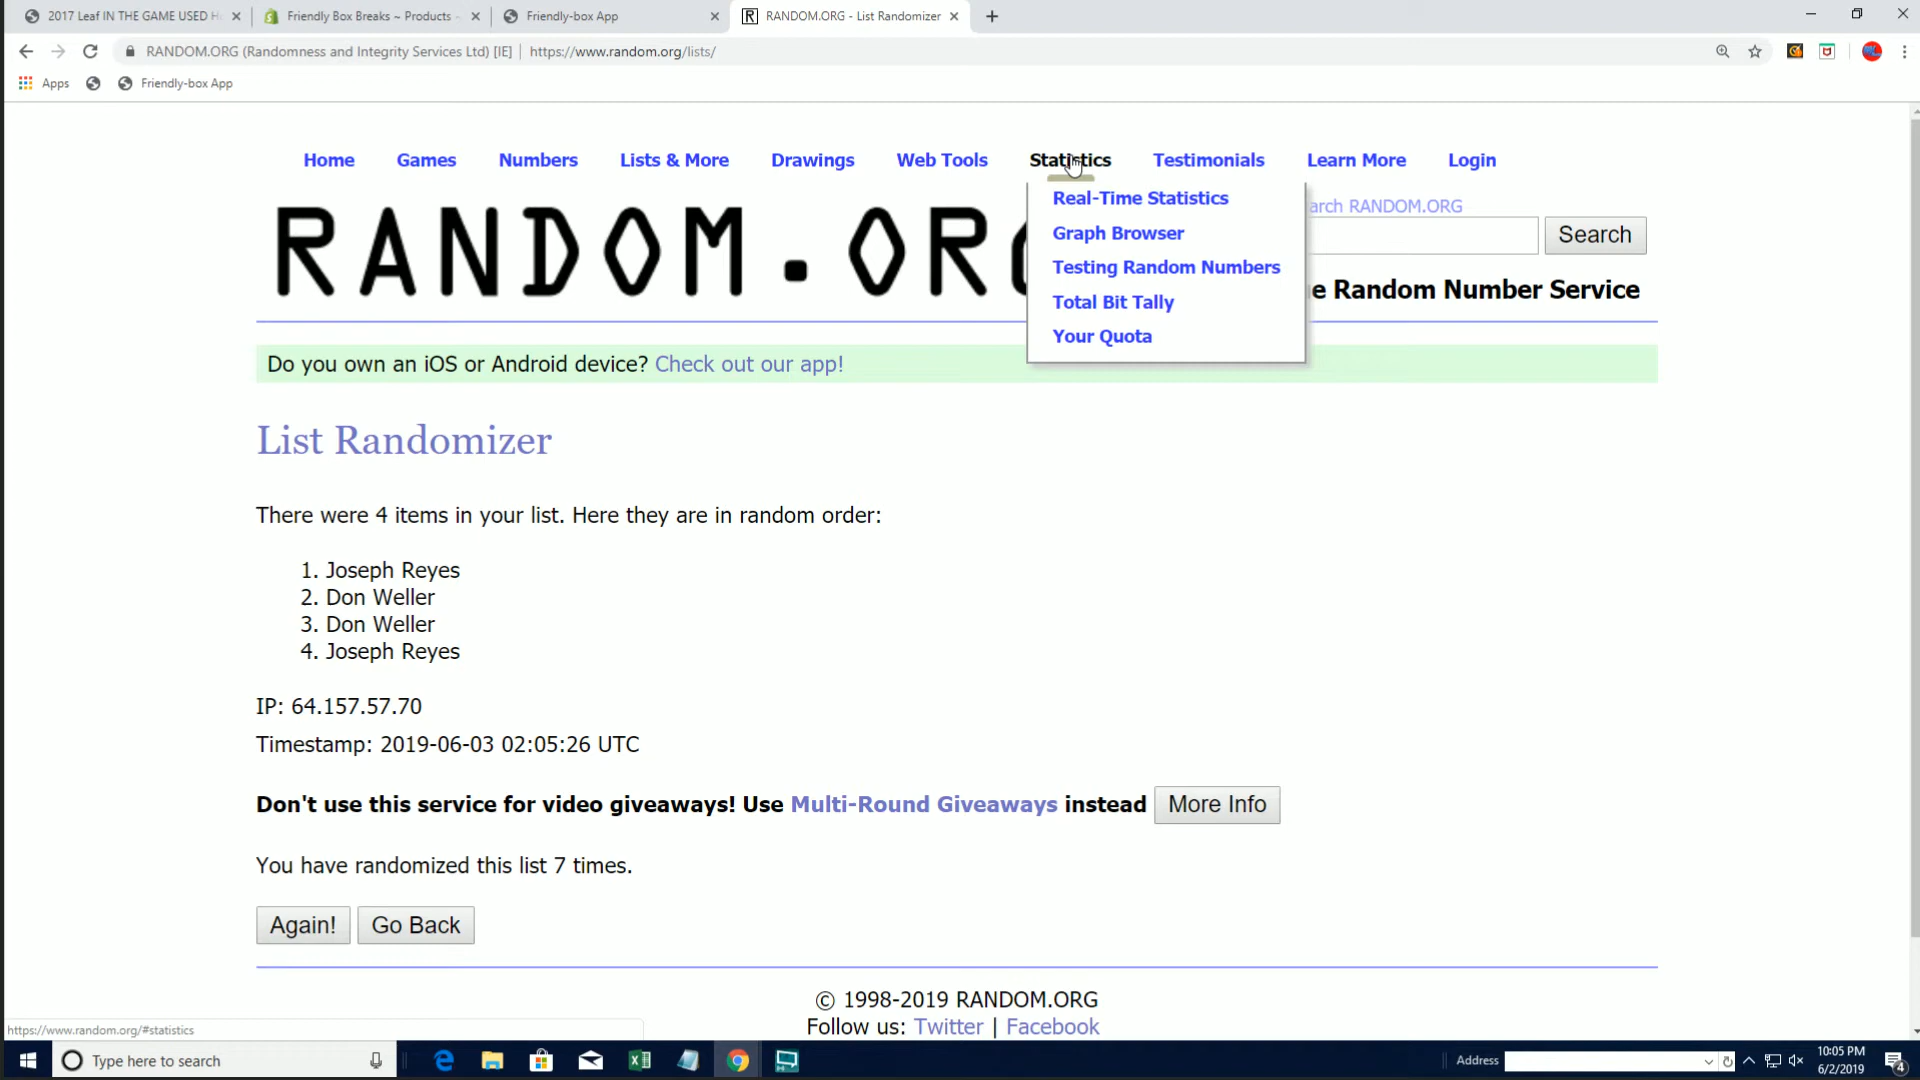 2017 Leaf IN THE GAME USED H
Friendly Box Breaks ~ Products -
Friendly-box App
RANDOM.ORG - List Randomizer
RANDOM.ORG (Randomness and Integrity Services Ltd) [IE] | https://www.random.org/lists/
Apps
Friendly-box App
Home Games Numbers Lists & More Drawings Web Tools Statistics Testimonials Learn More Login
Real-Time Statistics
Graph Browser
Testing Random Numbers
Total Bit Tally
Your Quota
RANDOM.ORG
arch RANDOM.ORG
Search
e Random Number Service
Do you own an iOS or Android device? Check out our app!
List Randomizer
There were 4 items in your list. Here they are in random order:
1. Joseph Reyes
2. Don Weller
3. Don Weller
4. Joseph Reyes
IP: 64.157.57.70
Timestamp: 2019-06-03 02:05:26 UTC
Don't use this service for video giveaways! Use Multi-Round Giveaways instead More Info
You have randomized this list 7 times.
Again! Go Back
© 1998-2019 RANDOM.ORG
Follow us: Twitter | Facebook
https://www.random.org/#statistics
Type here to search
Address
10:05 PM
6/2/2019
4